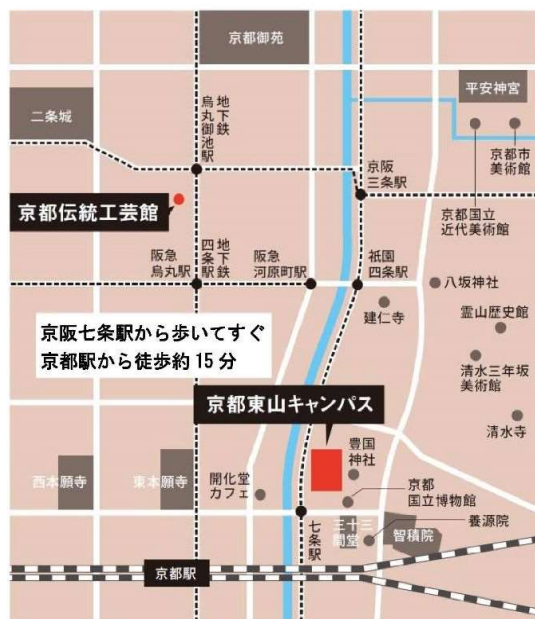 京都御苑
平安神宮
二条城
地下鉄
烏丸御池駅
京都市
美術館
京阪
三条駅
京都国立
近代美術館
京都伝統工芸館
阪急
烏丸駅
地下鉄
四条駅
阪急
河原町駅
祇園
四条駅
八坂神社
建仁寺
霊山歴史館
京阪七条駅から歩いてすぐ
京都駅から徒歩約15分
清水三年坂
美術館
京都東山キャンパス
清水寺
豊国
神社
西本願寺
東本願寺
開化堂
カフェ
京都
国立博物館
七条駅
三十三
間堂
養源院
智積院
京都駅